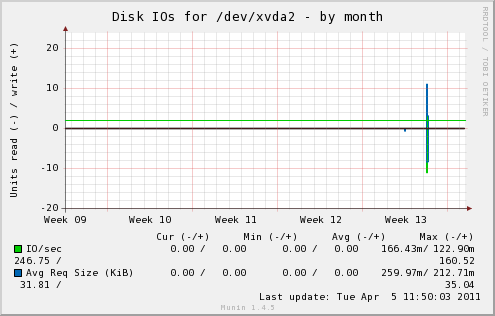 Disk IOs for /dev/xvda2 - by month
RRDTOOL / TOBI OETIKER
Units read (-) / write (+)
20
10
0
-10
-20
Week 09 Week 10 Week 11 Week 12 Week 13
Cur (-/+) Min (-/+) Avg (-/+) Max (-/+)
IO/sec 0.00 / 0.00 0.00 / 0.00 166.43m/ 122.90m
246.75 / 160.52
Avg Req Size (KiB) 0.00 / 0.00 0.00 / 0.00 259.97m/ 212.71m
31.81 / 35.04
Last update: Tue Apr 5 11:50:03 2011
Munin 1.4.5